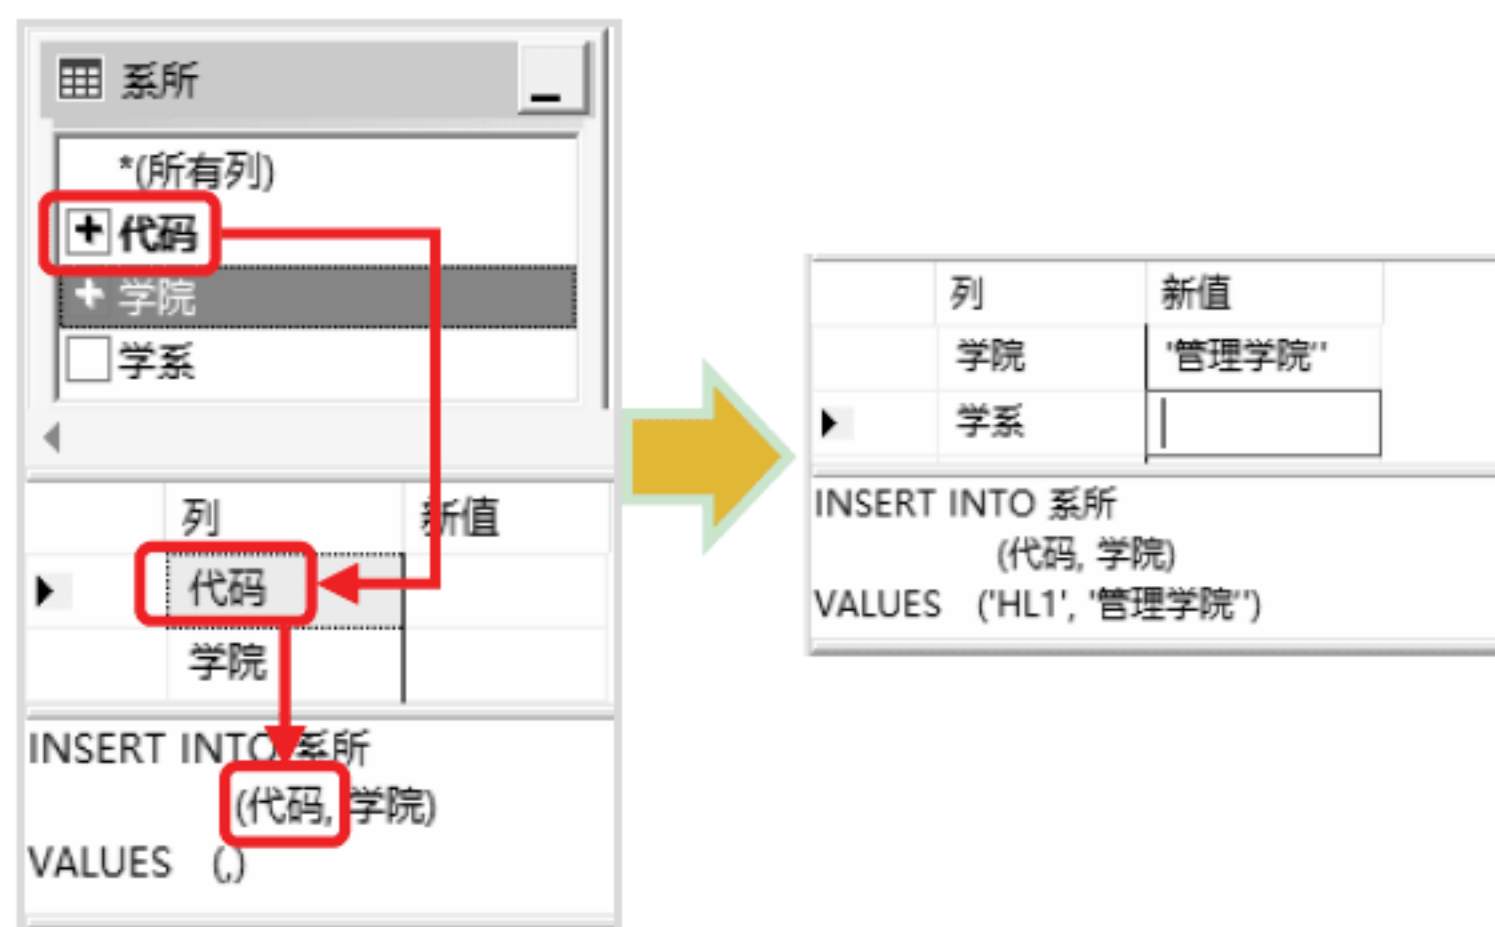 系所
*(所有列)
代码
学院
学系
列 新值
代码
学院
INSERT INTO 系所
(代码, 学院)
VALUES (,)
列 新值
学院 '管理学院''
学系
INSERT INTO 系所
(代码, 学院)
VALUES ('HL1', '管理学院'')